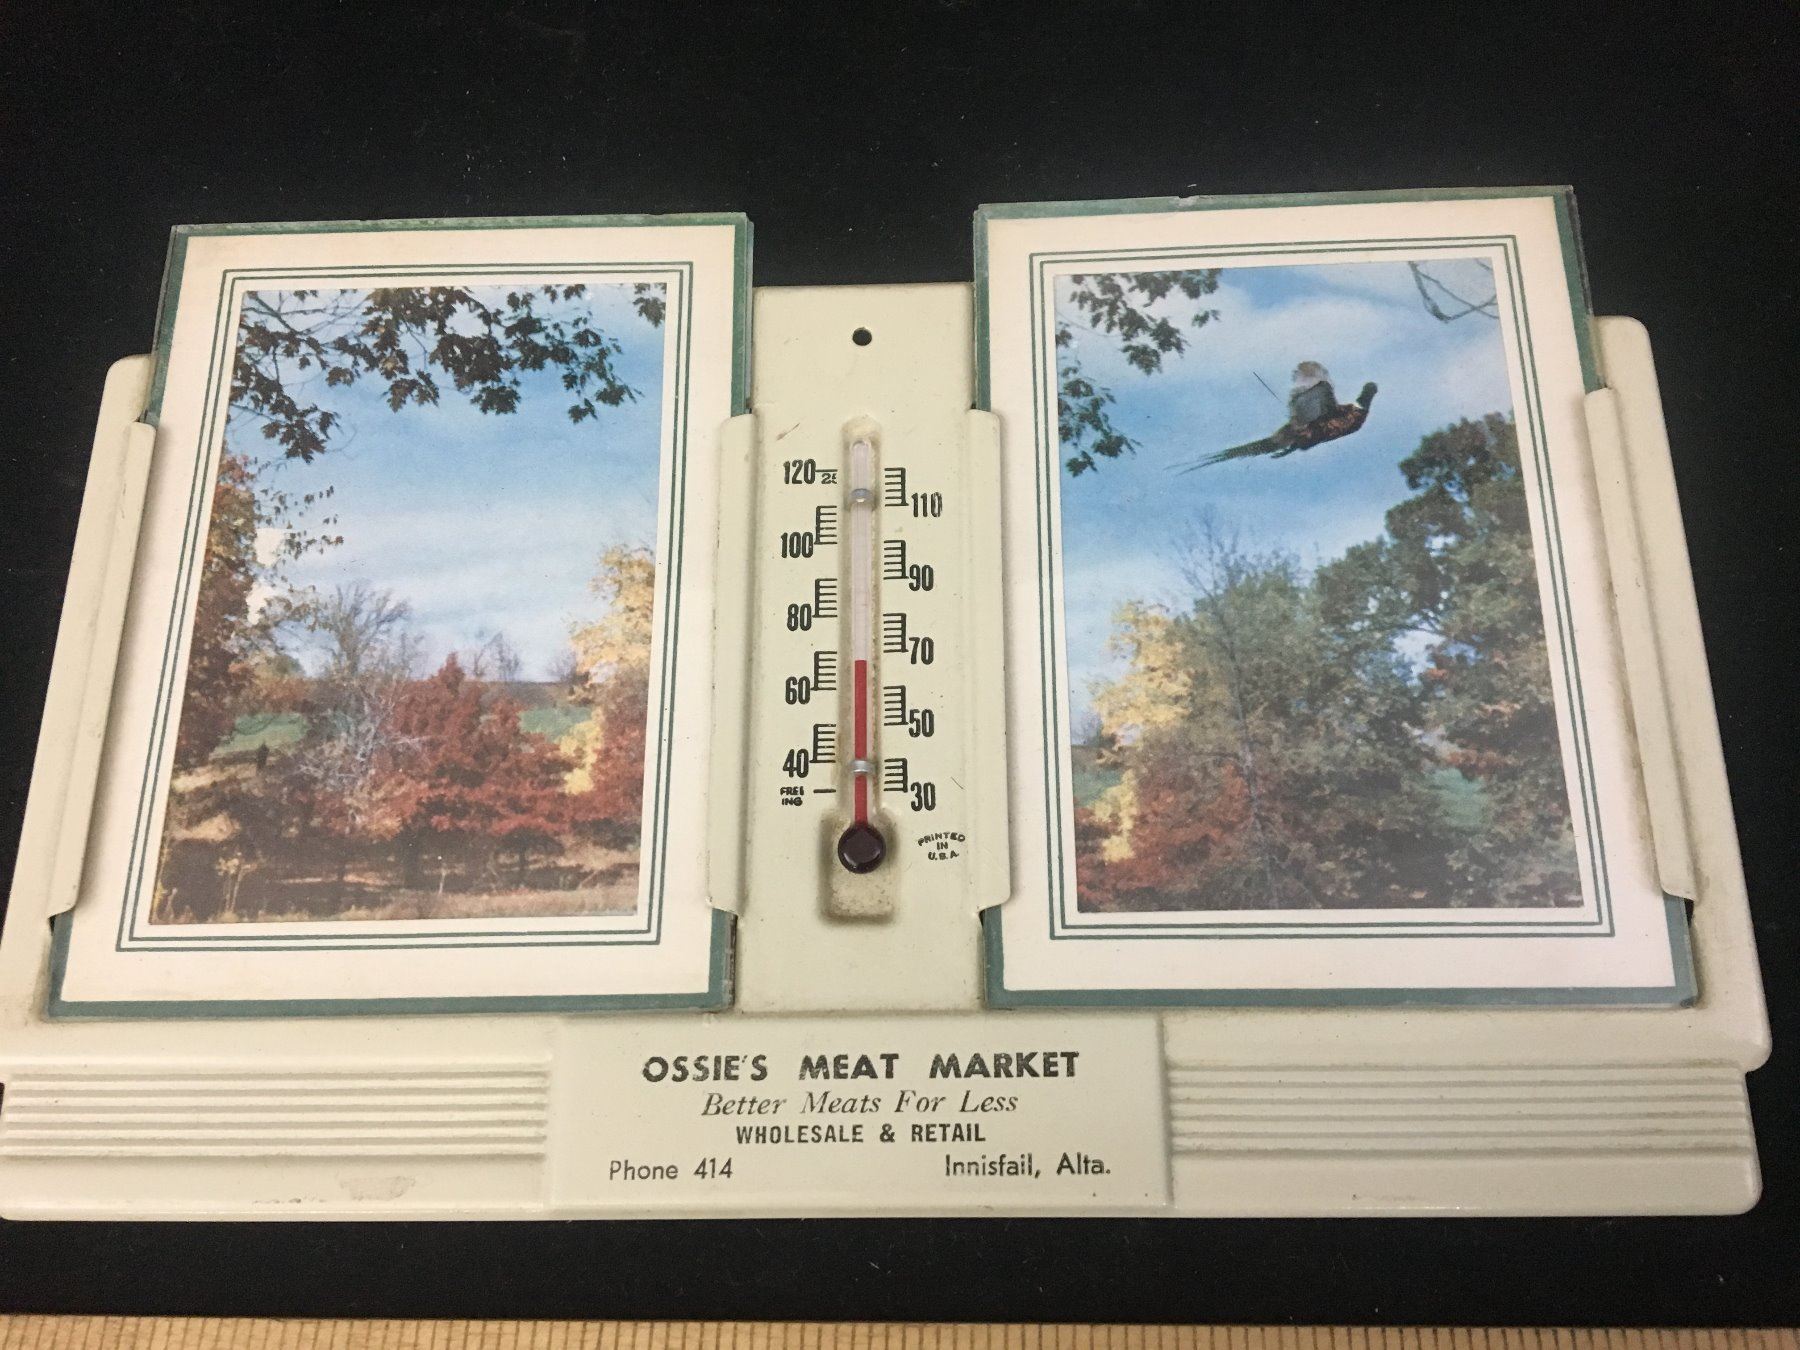 120 25
110
100
90
80
70
60
50
40
30
PRINTED
IN
U.S.A.
OSSIE'S MEAT MARKET
Better Meats For Less
WHOLESALE & RETAIL
Phone 414 Innisfail, Alta.